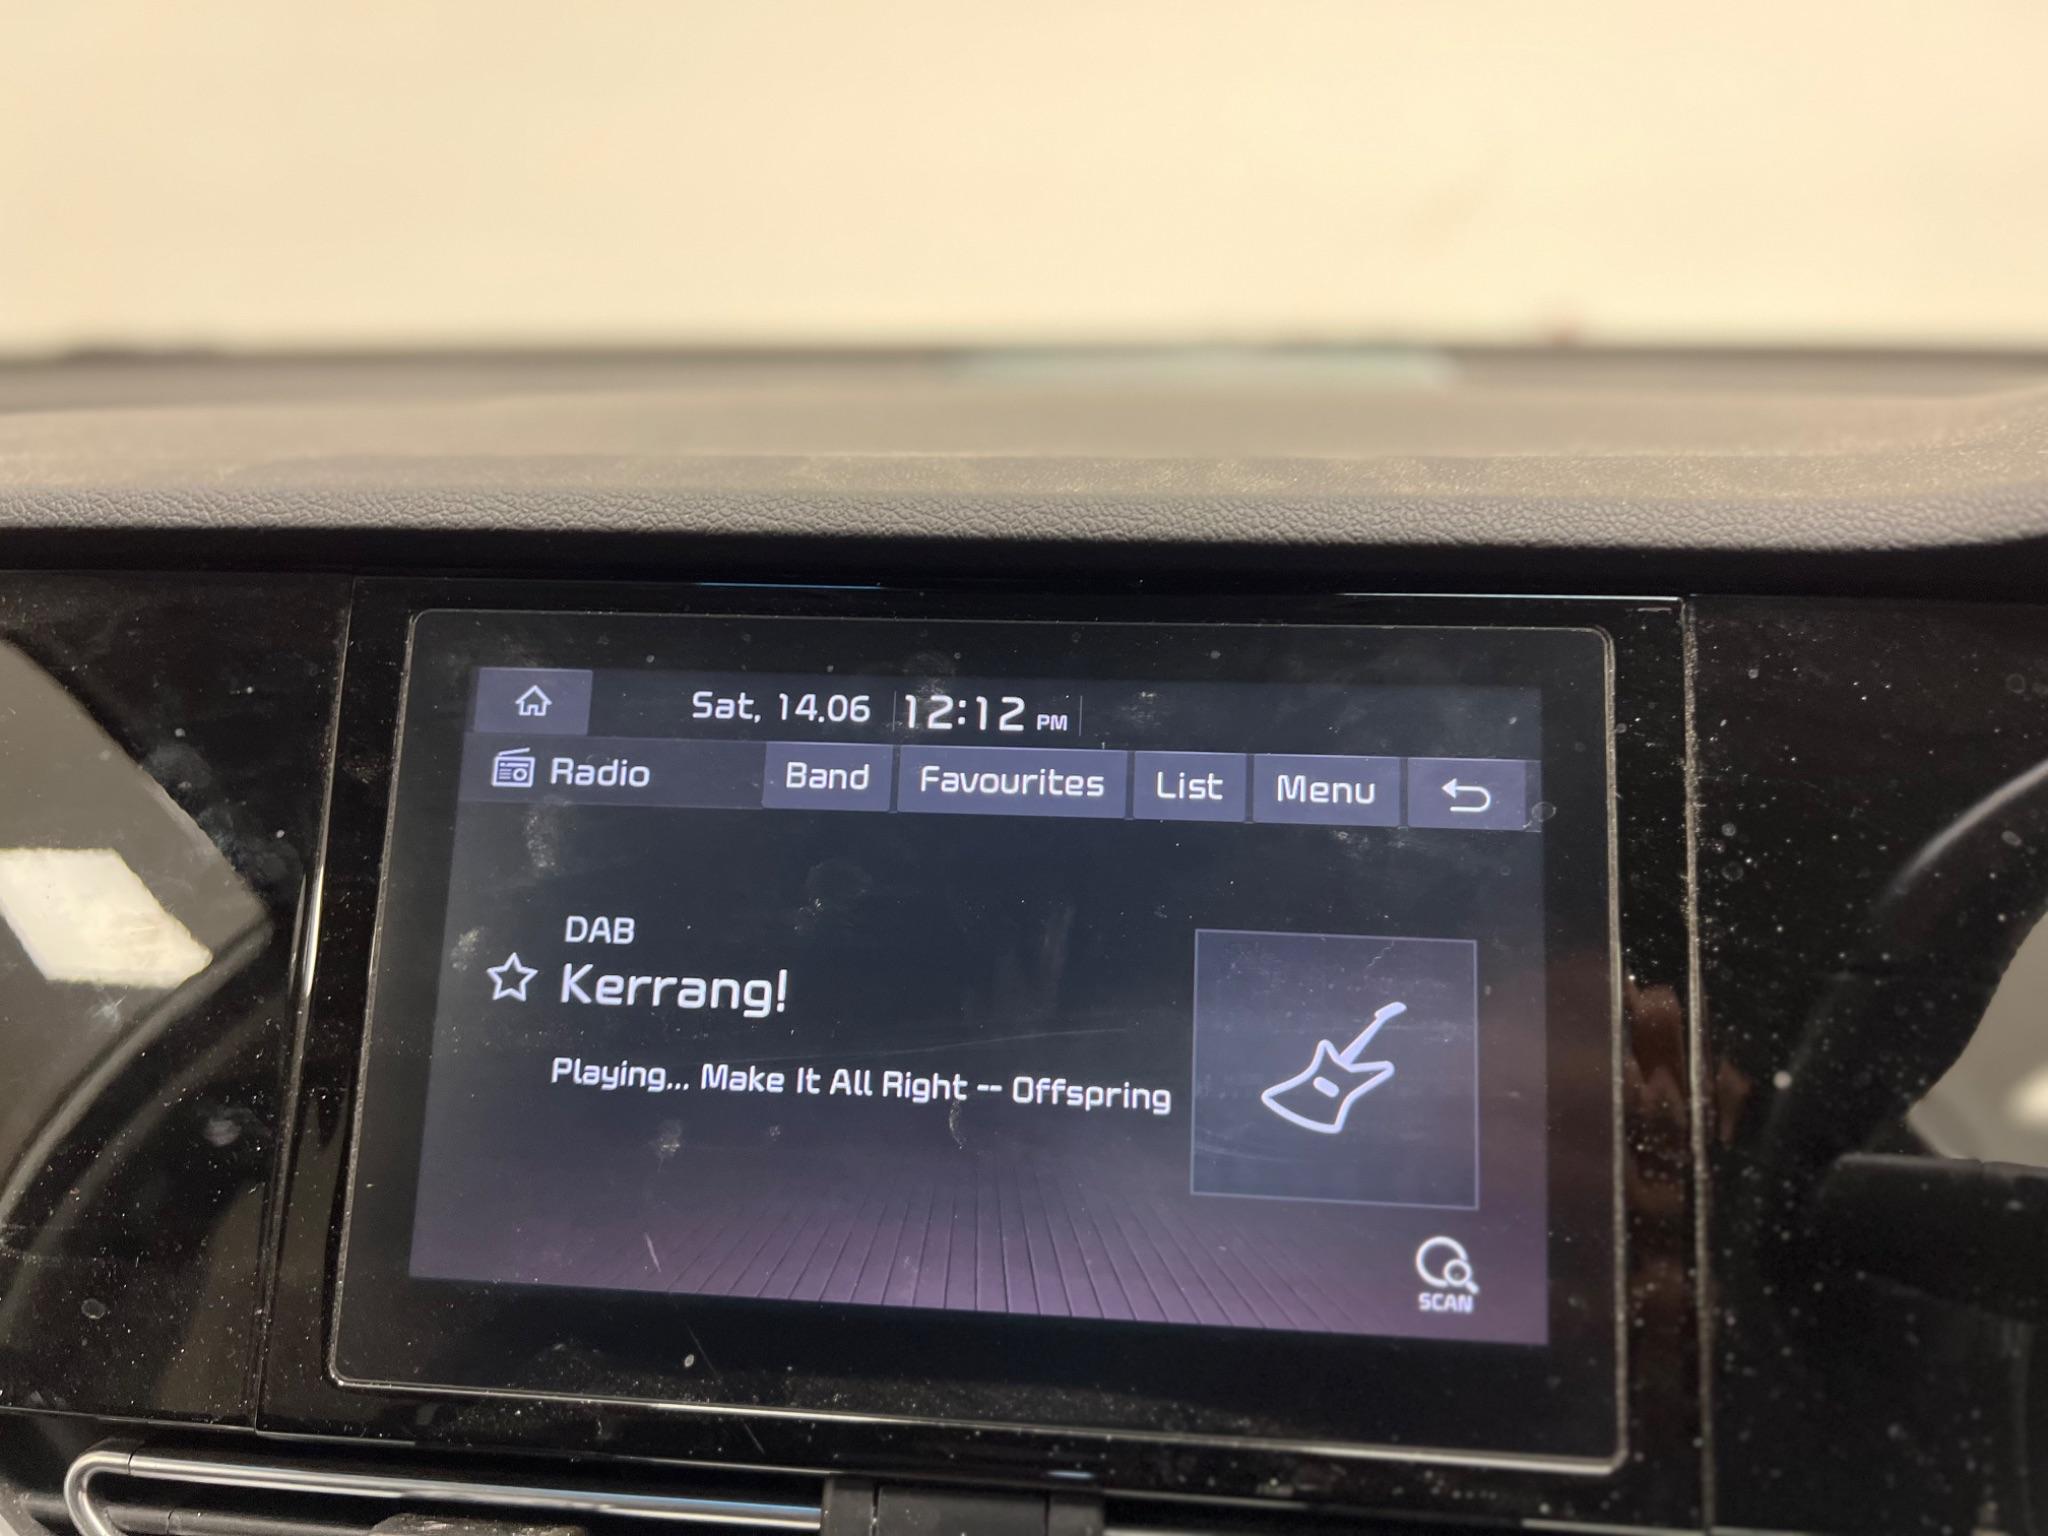 Sat, 14.06 12:12 PM
Radio Band Favourites List Menu
DAB
Kerrang!
Playing... Make It All Right -- Offspring
SCAN